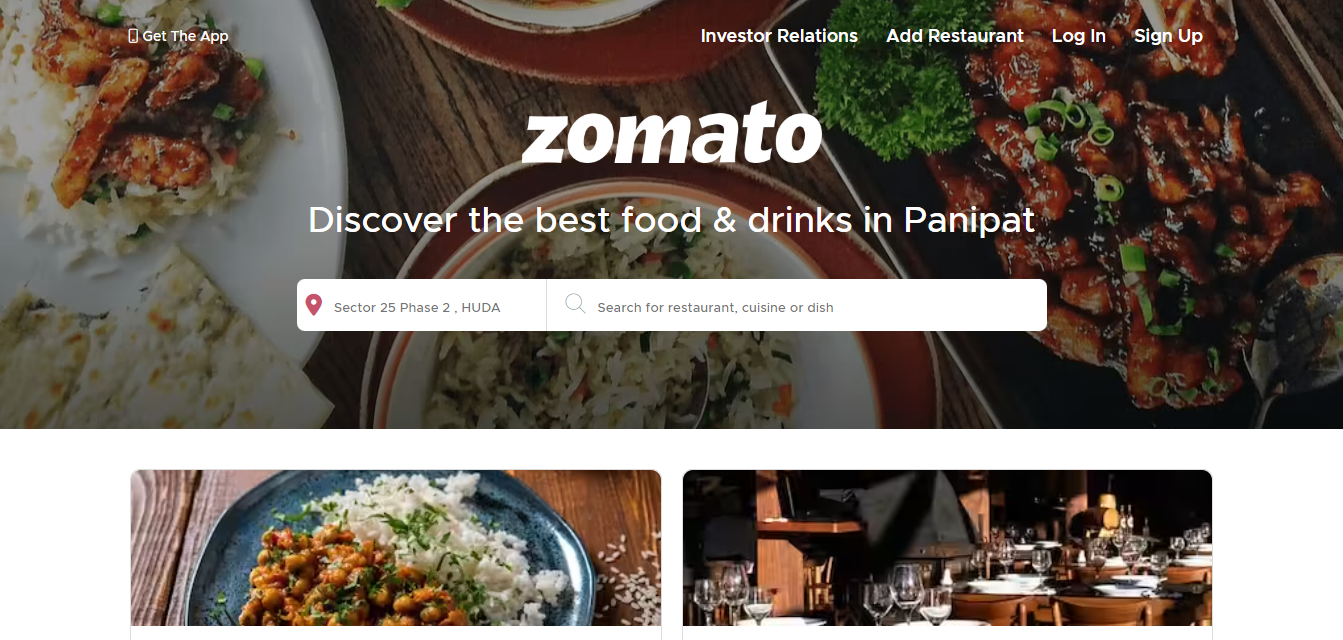 Get The App
Investor Relations
Add Restaurant
Log In
Sign Up
zomato
Discover the best food & drinks in Panipat
Sector 25 Phase 2 , HUDA
Search for restaurant, cuisine or dish